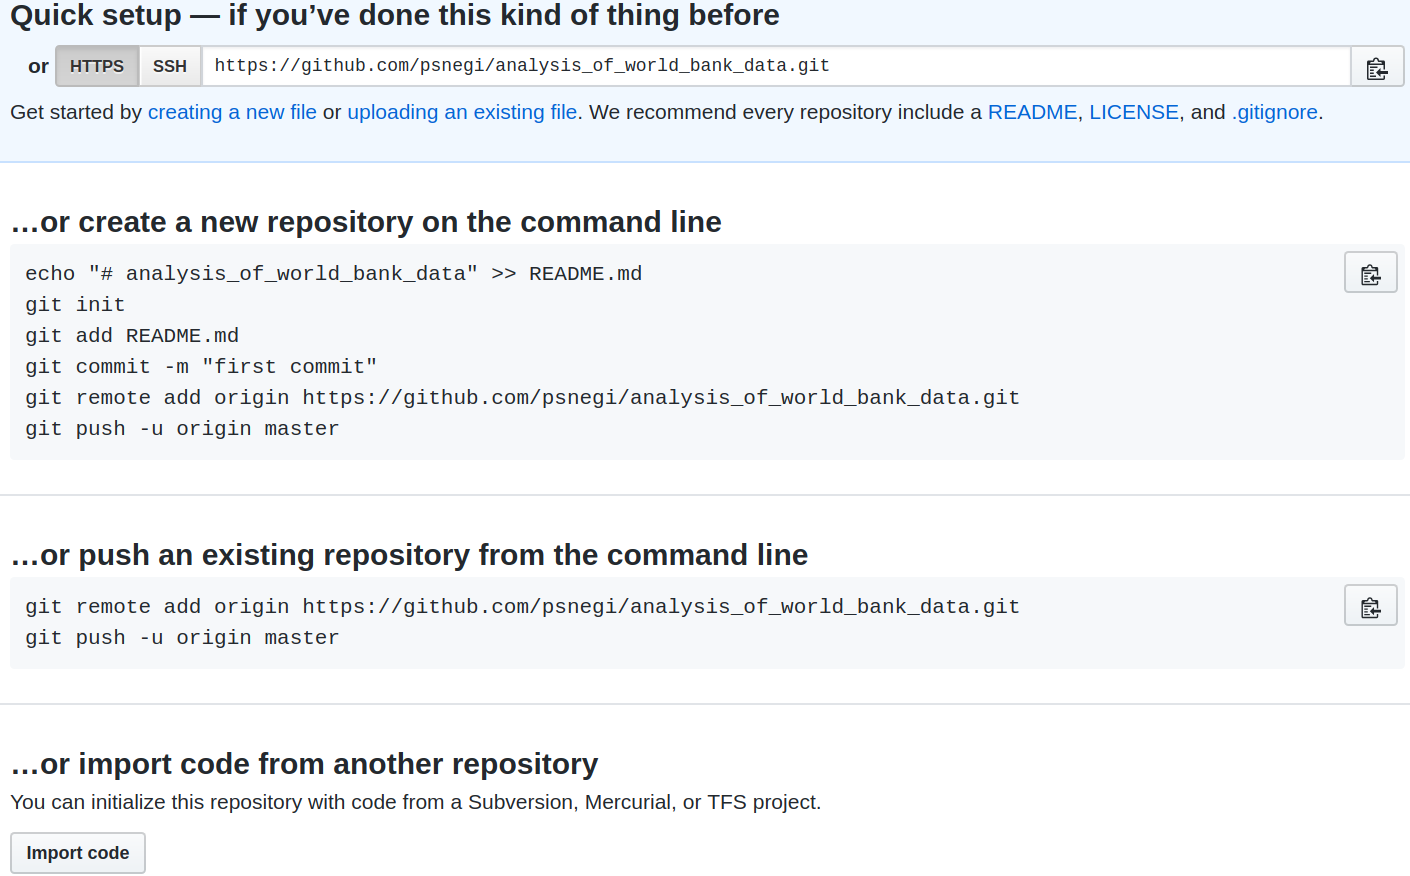 Quick setup — if you’ve done this kind of thing before
or HTTPS SSH https://github.com/psnegi/analysis_of_world_bank_data.git
Get started by creating a new file or uploading an existing file. We recommend every repository include a README, LICENSE, and .gitignore.
…or create a new repository on the command line
echo "# analysis_of_world_bank_data" >> README.md
git init
git add README.md
git commit -m "first commit"
git remote add origin https://github.com/psnegi/analysis_of_world_bank_data.git
git push -u origin master
…or push an existing repository from the command line
git remote add origin https://github.com/psnegi/analysis_of_world_bank_data.git
git push -u origin master
…or import code from another repository
You can initialize this repository with code from a Subversion, Mercurial, or TFS project.
Import code